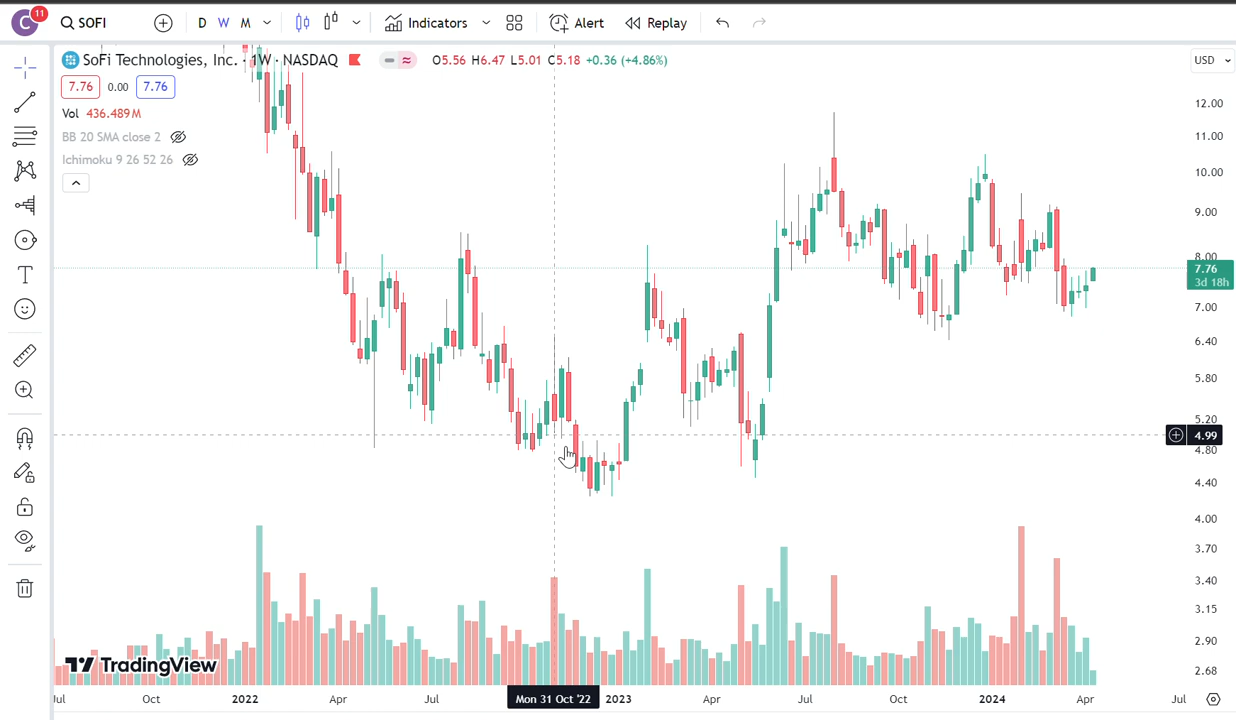 C 11 SOFI D W M Indicators Alert Replay
SoFi Technologies, Inc. · 1W · NASDAQ O5.56 H6.47 L5.01 C5.18 +0.36 (+4.86%) USD
7.76 0.00 7.76
Vol 436.489M
BB 20 SMA close 2
Ichimoku 9 26 52 26
12.00
11.00
10.00
9.00
8.00
7.76
3d 18h
7.00
6.40
5.80
5.20
4.99
4.80
4.40
4.00
3.70
3.40
3.15
2.90
2.68
TradingView
Jul Oct 2022 Apr Jul Mon 31 Oct '22 2023 Apr Jul Oct 2024 Apr Jul